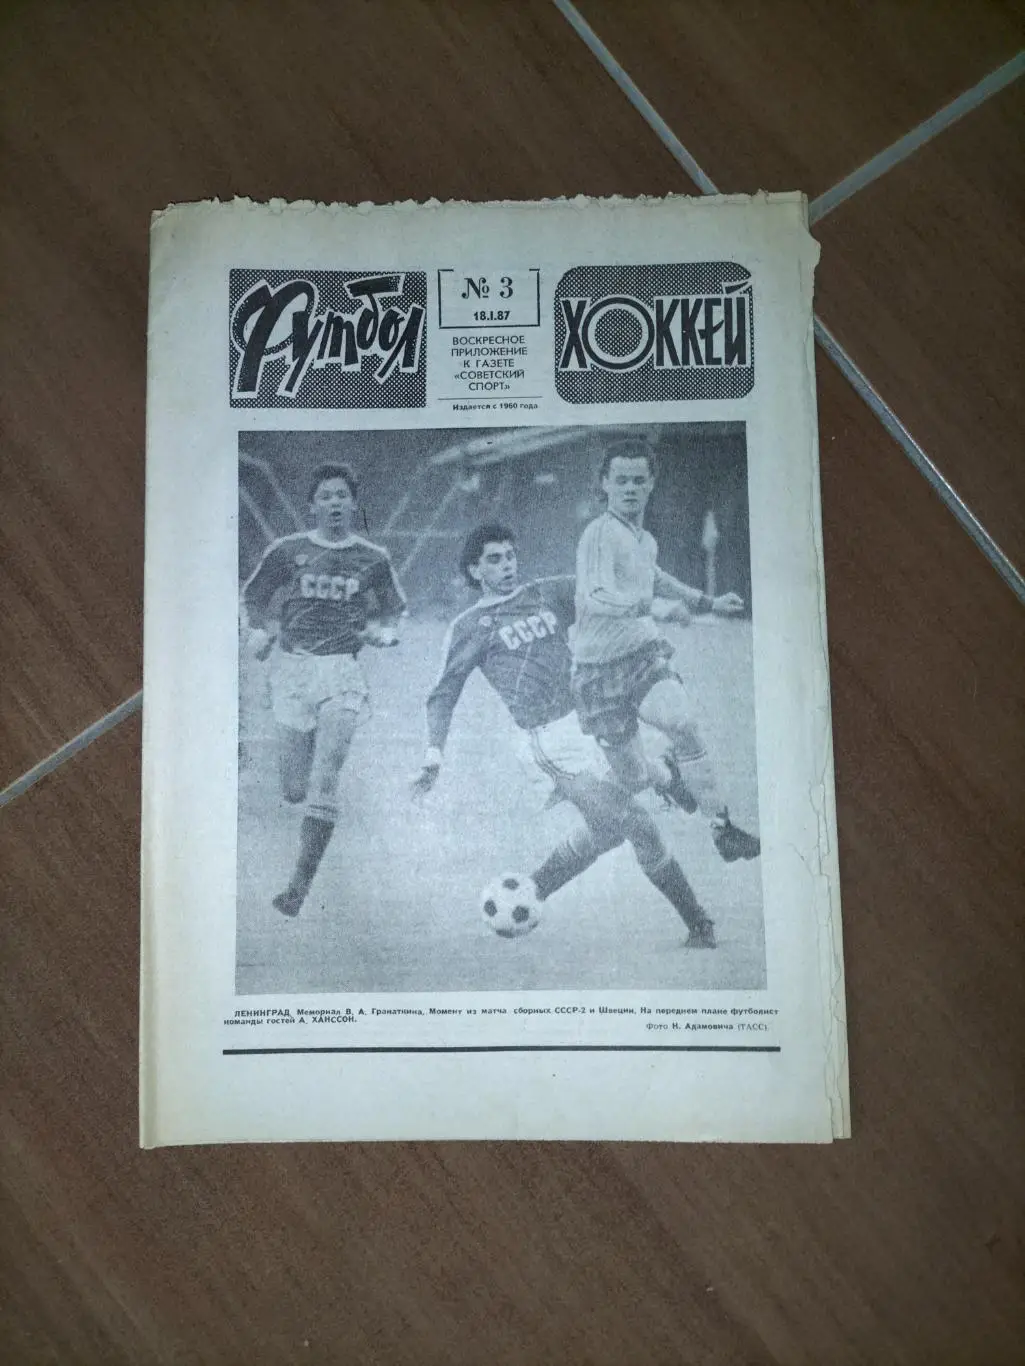 Футбол
№ 3
18.I.87
ВОСКРЕСНОЕ
ПРИЛОЖЕНИЕ
К ГАЗЕТЕ
«СОВЕТСКИЙ
СПОРТ»
Издается с 1960 года
ХОККЕЙ
СССР
СССР
ЛЕНИНГРАД. Мемориал В. А. Гранаткина. Момент из матча сборных СССР-2 и Швеции. На переднем плане футболист
команды гостей А. ХАНССОН.
Фото Н. Адамовича (ТАСС).